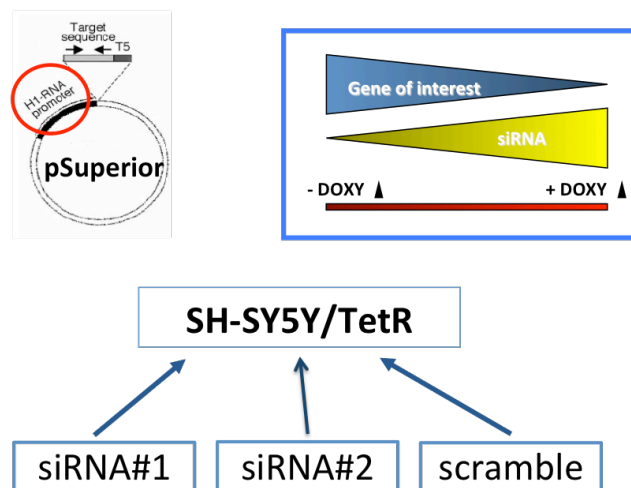 Target
sequence
T5
H1-RNA
promoter
pSuperior
Gene of interest
siRNA
- DOXY
+ DOXY
SH-SY5Y/TetR
siRNA#1
siRNA#2
scramble